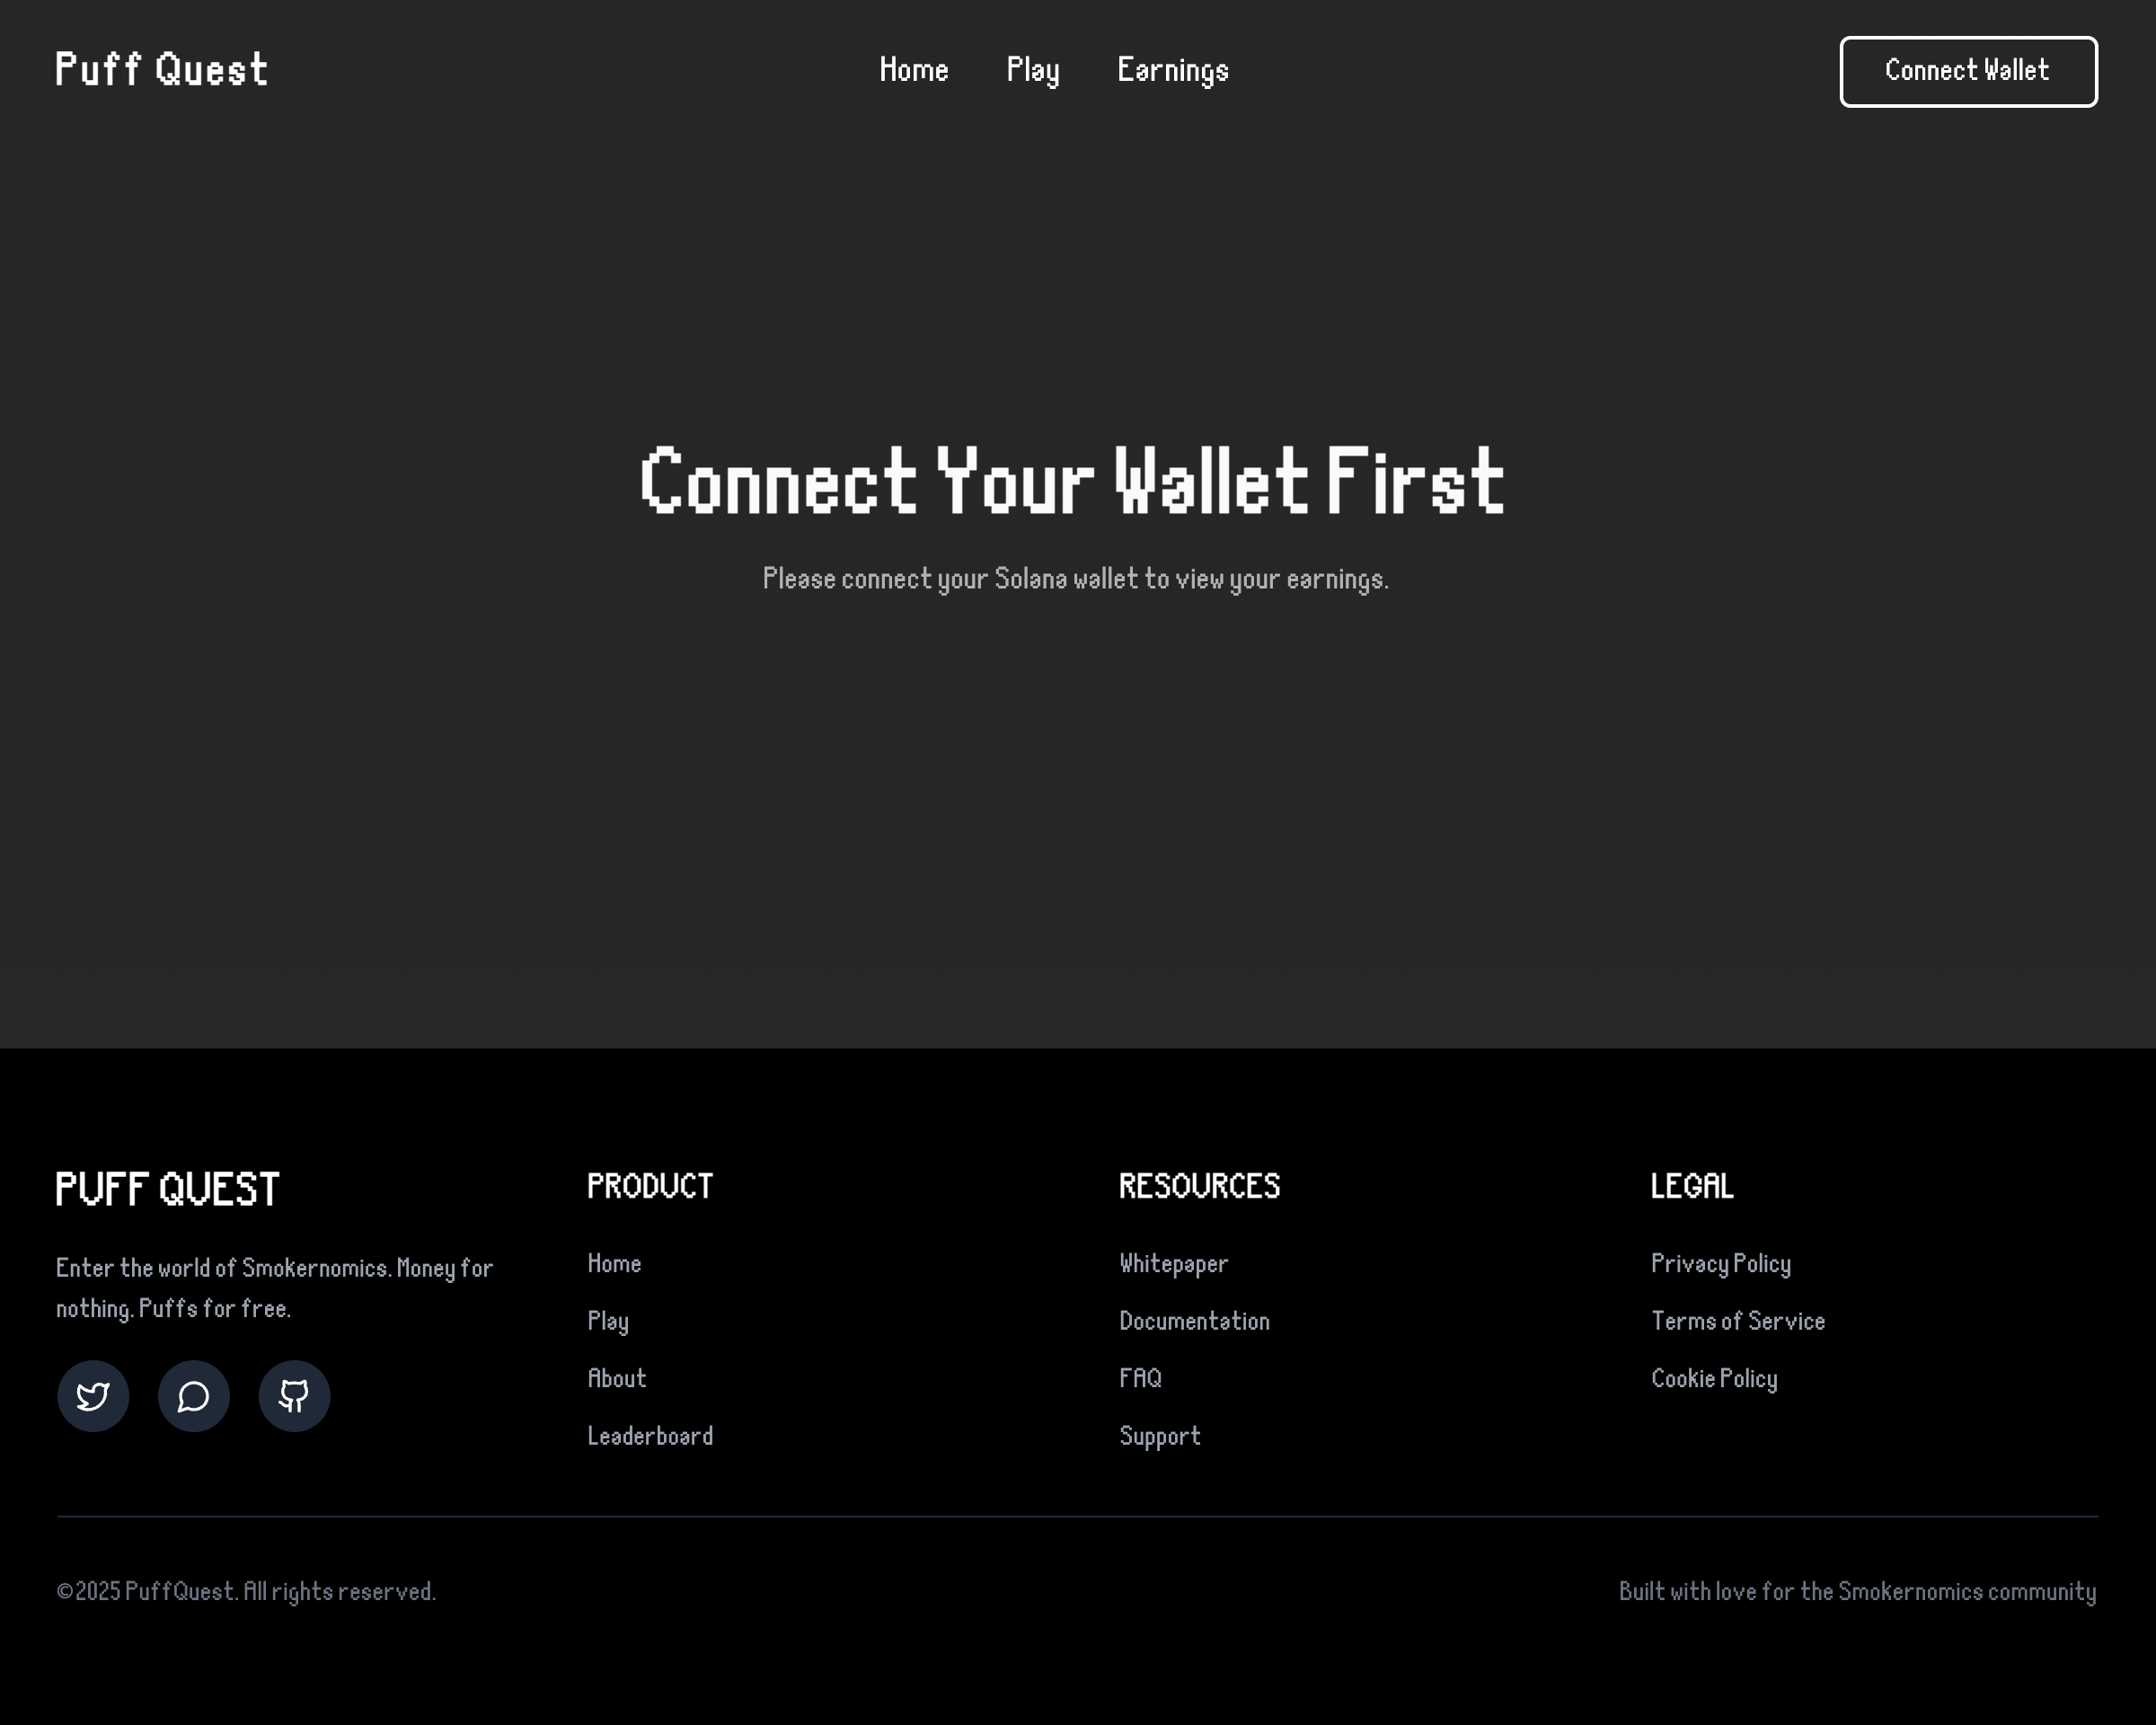 Puff Quest
Home
Play
Earnings
Connect Wallet
Connect Your Wallet First
Please connect your Solana wallet to view your earnings.
PUFF QUEST
Enter the world of Smokernomics. Money for
nothing. Puffs for free.
PRODUCT
Home
Play
About
Leaderboard
RESOURCES
Whitepaper
Documentation
FAQ
Support
LEGAL
Privacy Policy
Terms of Service
Cookie Policy
©2025 PuffQuest. All rights reserved.
Built with love for the Smokernomics community